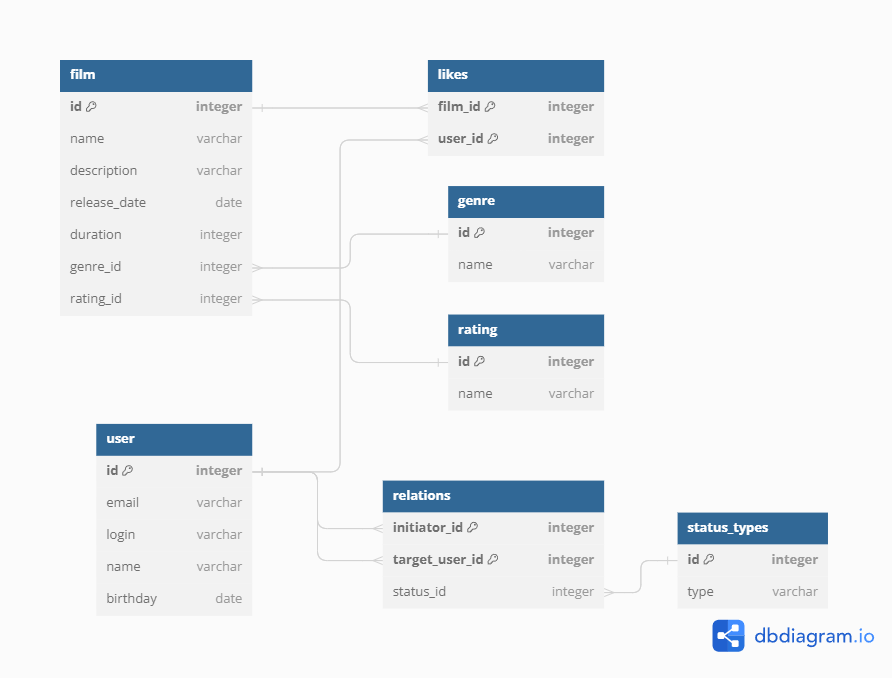 film
id integer
name varchar
description varchar
release_date date
duration integer
genre_id integer
rating_id integer
likes
film_id integer
user_id integer
genre
id integer
name varchar
rating
id integer
name varchar
user
id integer
email varchar
login varchar
name varchar
birthday date
relations
initiator_id integer
target_user_id integer
status_id integer
status_types
id integer
type varchar
dbdiagram.io